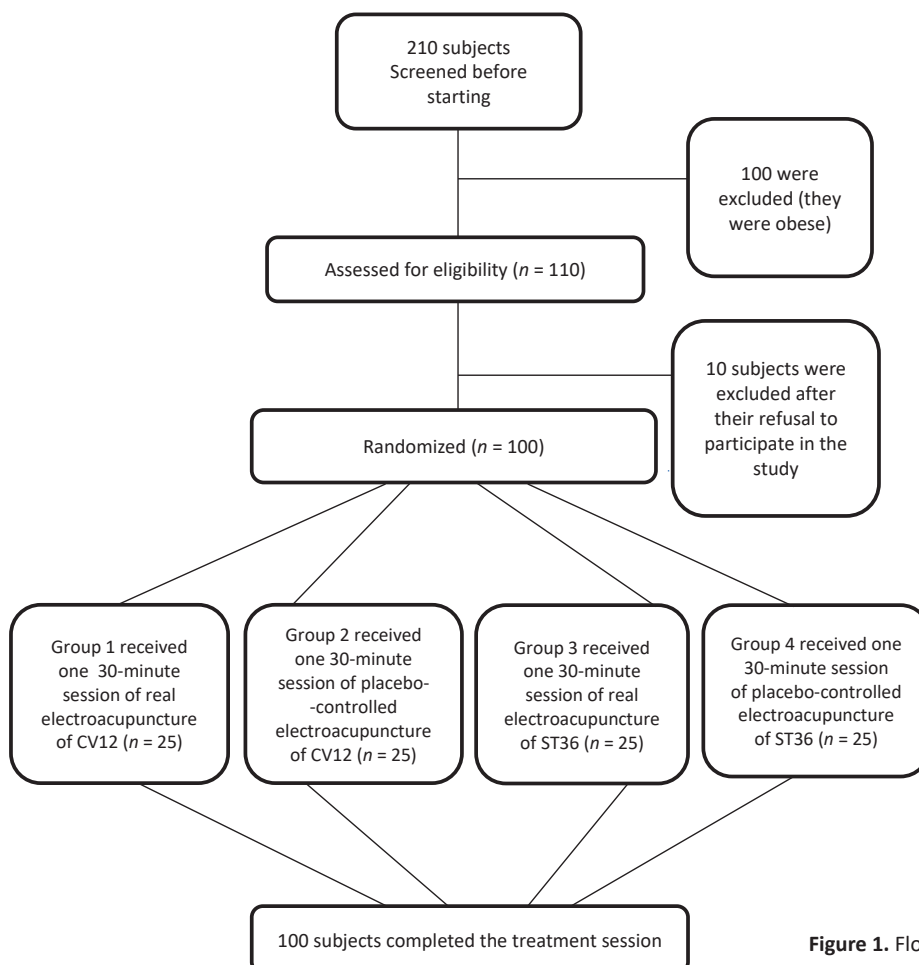 210 subjects
Screened before
starting
100 were
excluded (they
were obese)
Assessed for eligibility (n = 110)
10 subjects were
excluded after
their refusal to
participate in the
study
Randomized (n = 100)
Group 1 received
one 30-minute
session of real
electroacupuncture
of CV12 (n = 25)
Group 2 received
one 30-minute
session of placebo-
-controlled
electroacupuncture
of CV12 (n = 25)
Group 3 received
one 30-minute
session of real
electroacupuncture
of ST36 (n = 25)
Group 4 received one
30-minute session
of placebo-controlled
electroacupuncture
of ST36 (n = 25)
100 subjects completed the treatment session
Figure 1.